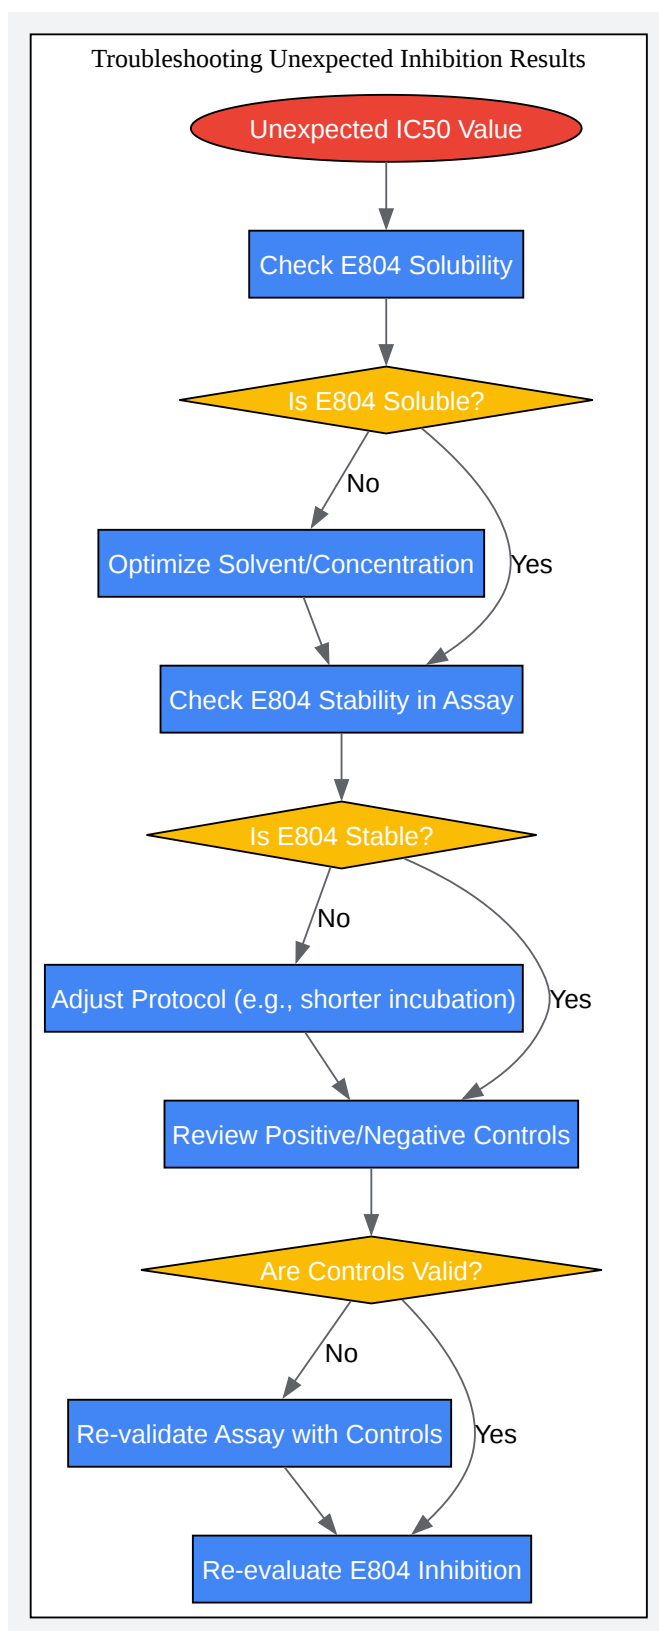 Troubleshooting Unexpected Inhibition Results
Unexpected IC50 Value
Check E804 Solubility
Is E804 Soluble?
No
Optimize Solvent/Concentration
Yes
Check E804 Stability in Assay
Is E804 Stable?
No
Adjust Protocol (e.g., shorter incubation)
Yes
Review Positive/Negative Controls
Are Controls Valid?
No
Re-validate Assay with Controls
Yes
Re-evaluate E804 Inhibition